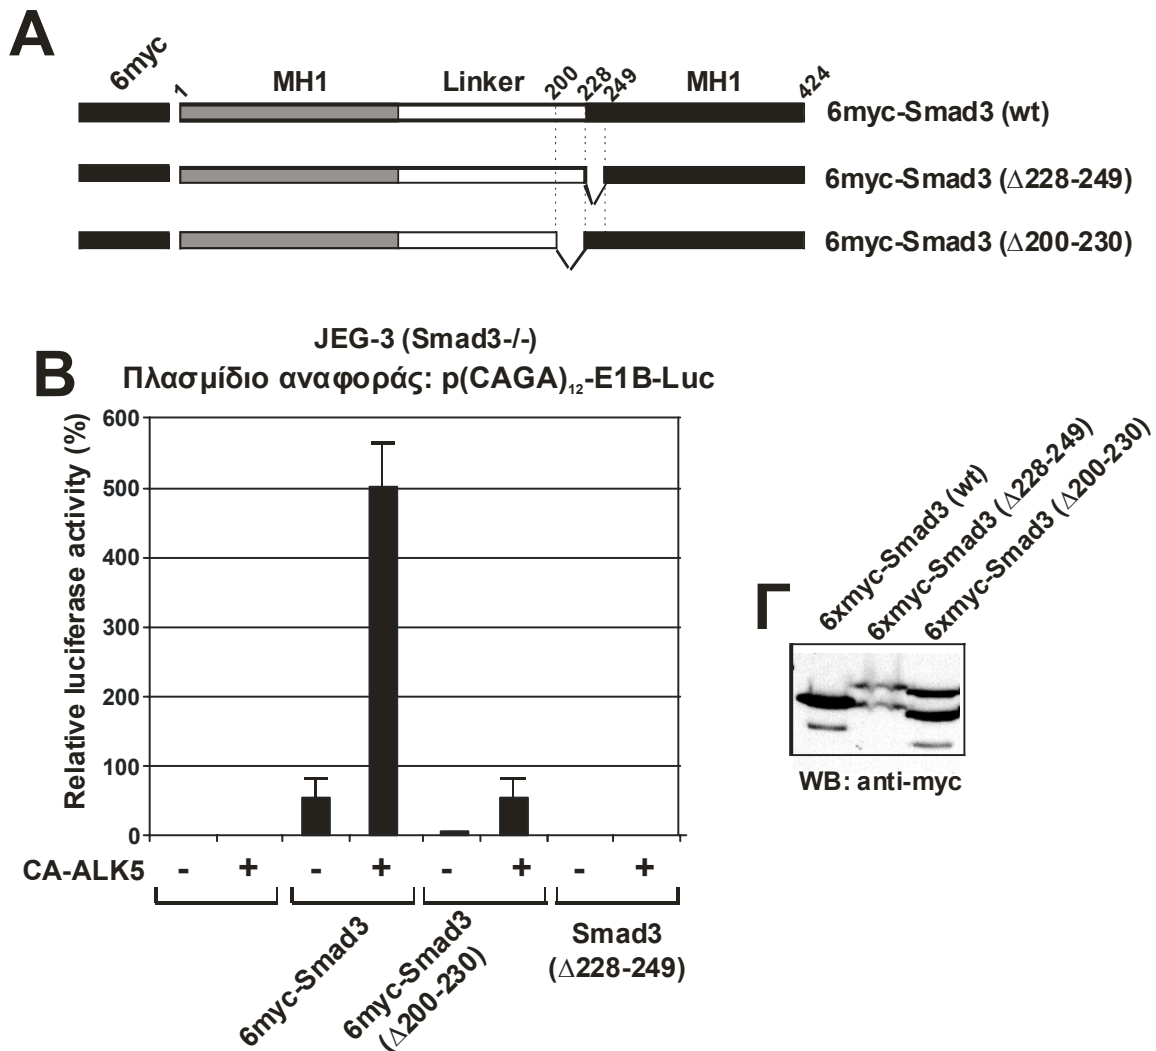 A
6myc
1
MH1
Linker
200
228
249
MH1
424
6myc-Smad3 (wt)
6myc-Smad3 (Δ228-249)
6myc-Smad3 (Δ200-230)
B
JEG-3 (Smad3-/-)
Πλασμίδιο αναφοράς: p(CAGA)₁₂-E1B-Luc
Relative luciferase activity (%)
600
500
400
300
200
100
0
CA-ALK5 - + - + - + - +
6myc-Smad3
6myc-Smad3
(Δ200-230)
Smad3
(Δ228-249)
Γ
6xmyc-Smad3 (wt)
6xmyc-Smad3 (Δ228-249)
6xmyc-Smad3 (Δ200-230)
WB: anti-myc